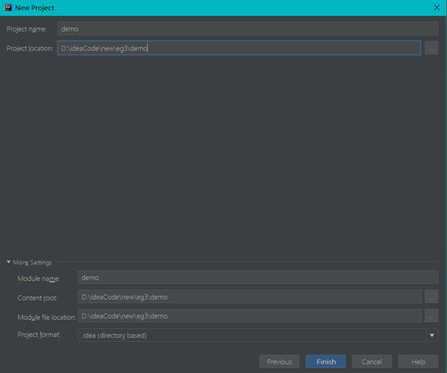 New Project
Project name: demo
Project location: D:\ideaCode\new\eg3\demo
...
More Settings
Module name: demo
Content root: D:\ideaCode\new\eg3\demo
...
Module file location: D:\ideaCode\new\eg3\demo
...
Project format: .idea (directory based)
Previous Finish Cancel Help